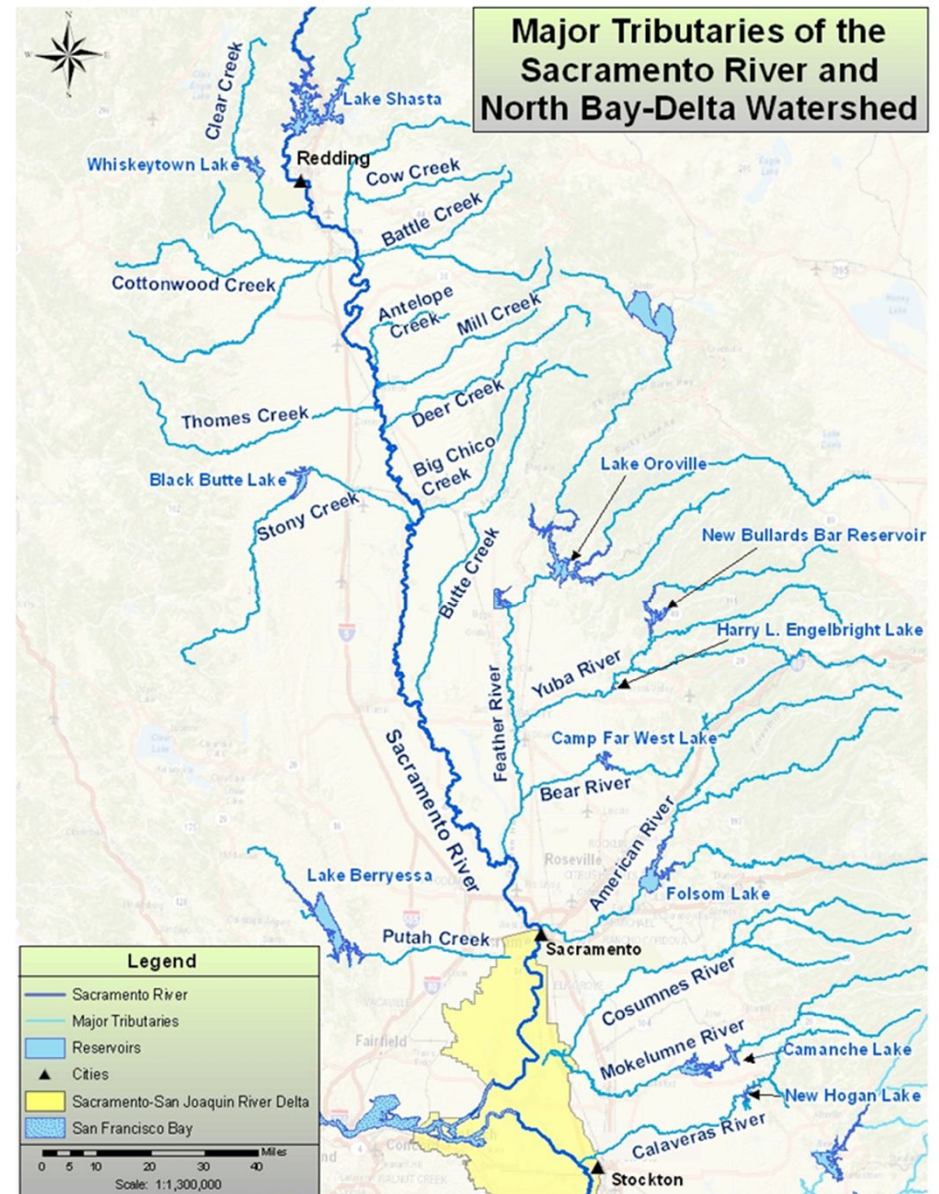 Major Tributaries of the
Sacramento River and
North Bay-Delta Watershed
Clear Creek
Lake Shasta
Whiskeytown Lake
Redding
Cow Creek
Battle Creek
Cottonwood Creek
Antelope
Creek
Mill Creek
Thomes Creek
Deer Creek
Big Chico
Creek
Black Butte Lake
Stony Creek
Lake Oroville
Butte Creek
New Bullards Bar Reservoir
Harry L. Engelbright Lake
Yuba River
Feather River
Camp Far West Lake
Bear River
Sacramento River
American River
Roseville
Lake Berryessa
Folsom Lake
Putah Creek
Sacramento
Cosumnes River
Fairfield
Mokelumne River
Camanche Lake
New Hogan Lake
Calaveras River
Stockton
Legend
Sacramento River
Major Tributaries
Reservoirs
Cities
Sacramento-San Joaquin River Delta
San Francisco Bay
0 5 10 20 30 40 Miles
Scale: 1:1,300,000